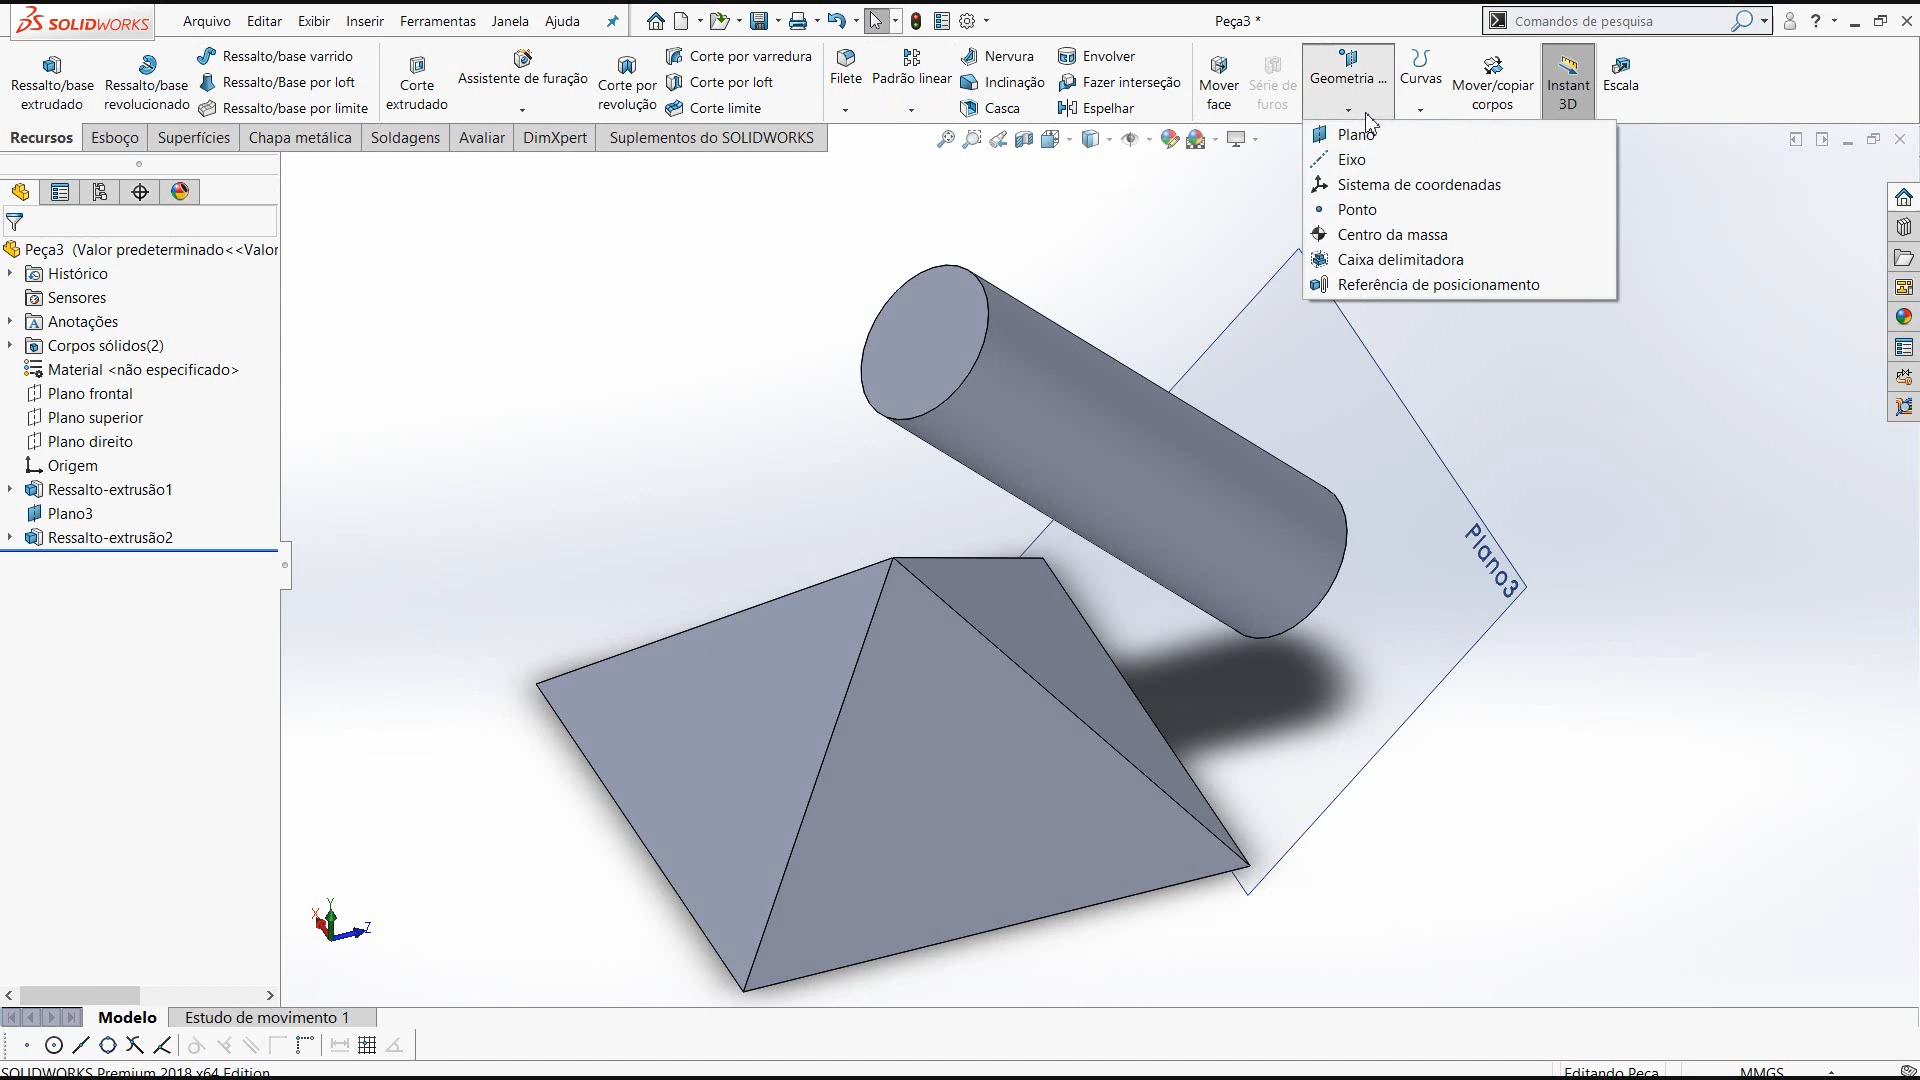 SOLIDWORKS
Arquivo Editar Exibir Inserir Ferramentas Janela Ajuda
Peça3 *
Comandos de pesquisa
?
Ressalto/base extrudado
Ressalto/base revolucionado
Ressalto/base varrido
Ressalto/Base por loft
Ressalto/base por limite
Corte extrudado
Assistente de furação
Corte por revolução
Corte por varredura
Corte por loft
Corte limite
Filete
Padrão linear
Nervura
Inclinação
Casca
Envolver
Fazer interseção
Espelhar
Mover face
Série de furos
Geometria ...
Curvas
Mover/copiar corpos
Instant 3D
Escala
Recursos Esboço Superfícies Chapa metálica Soldagens Avaliar DimXpert Suplementos do SOLIDWORKS
Plano
Eixo
Sistema de coordenadas
Ponto
Centro da massa
Caixa delimitadora
Referência de posicionamento
Peça3 (Valor predeterminado<<Valor
Histórico
Sensores
Anotações
Corpos sólidos(2)
Material <não especificado>
Plano frontal
Plano superior
Plano direito
Origem
Ressalto-extrusão1
Plano3
Ressalto-extrusão2
Plano3
X Y Z
Modelo Estudo de movimento 1
SOLIDWORKS Premium 2018 x64 Edition
Editando Peça
MMGS